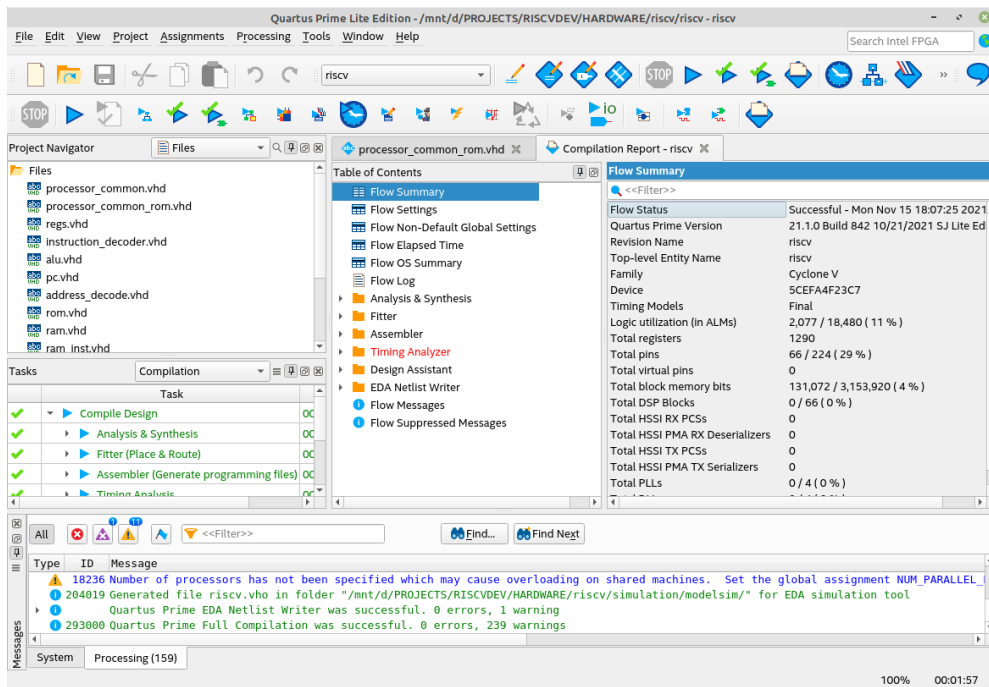 Quartus Prime Lite Edition - /mnt/d/PROJECTS/RISCVDEV/HARDWARE/riscv/riscv - riscv
File Edit View Project Assignments Processing Tools Window Help
Search Intel FPGA
riscv
STOP
»
STOP
io
Project Navigator
Files
processor_common_rom.vhd
Compilation Report - riscv
Files
processor_common.vhd
processor_common_rom.vhd
regs.vhd
instruction_decoder.vhd
alu.vhd
pc.vhd
address_decode.vhd
rom.vhd
ram.vhd
ram_inst.vhd
Tasks
Compilation
Task
Compile Design 00
Analysis & Synthesis 00
Fitter (Place & Route) 00
Assembler (Generate programming files) 00
Timing Analysis
Table of Contents
Flow Summary
Flow Settings
Flow Non-Default Global Settings
Flow Elapsed Time
Flow OS Summary
Flow Log
Analysis & Synthesis
Fitter
Assembler
Timing Analyzer
Design Assistant
EDA Netlist Writer
Flow Messages
Flow Suppressed Messages
Flow Summary
<<Filter>>
Flow Status Successful - Mon Nov 15 18:07:25 2021
Quartus Prime Version 21.1.0 Build 842 10/21/2021 SJ Lite Ed
Revision Name riscv
Top-level Entity Name riscv
Family Cyclone V
Device 5CEFA4F23C7
Timing Models Final
Logic utilization (in ALMs) 2,077 / 18,480 ( 11 % )
Total registers 1290
Total pins 66 / 224 ( 29 % )
Total virtual pins 0
Total block memory bits 131,072 / 3,153,920 ( 4 % )
Total DSP Blocks 0 / 66 ( 0 % )
Total HSSI RX PCSs 0
Total HSSI PMA RX Deserializers 0
Total HSSI TX PCSs 0
Total HSSI PMA TX Serializers 0
Total PLLs 0 / 4 ( 0 % )
All
1
11
<<Filter>>
Find...
Find Next
Type ID Message
18236 Number of processors has not been specified which may cause overloading on shared machines. Set the global assignment NUM_PARALLEL_
204019 Generated file riscv.vho in folder "/mnt/d/PROJECTS/RISCVDEV/HARDWARE/riscv/simulation/modelsim/" for EDA simulation tool
Quartus Prime EDA Netlist Writer was successful. 0 errors, 1 warning
293000 Quartus Prime Full Compilation was successful. 0 errors, 239 warnings
Messages
System
Processing (159)
100% 00:01:57